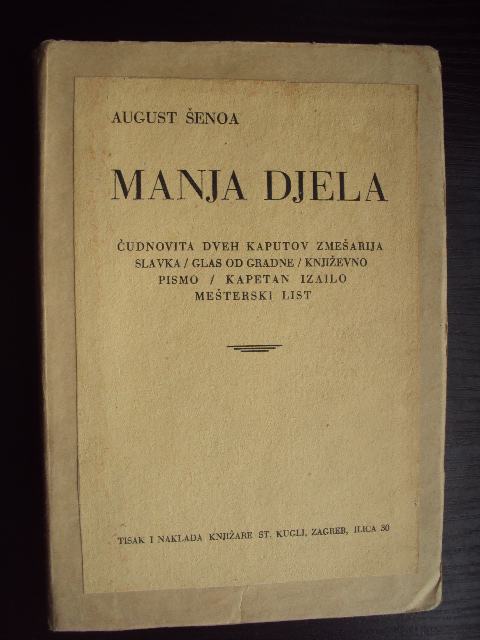 AUGUST ŠENOA
MANJA DJELA
ČUDNOVITA DVEH KAPUTOV ZMEŠARIJA
SLAVKA / GLAS OD GRADNE / KNJIŽEVNO
PISMO / KAPETAN IZAILO
MEŠTERSKI LIST
TISAK I NAKLADA KNJIŽARE ST. KUGLI, ZAGREB, ILICA 30